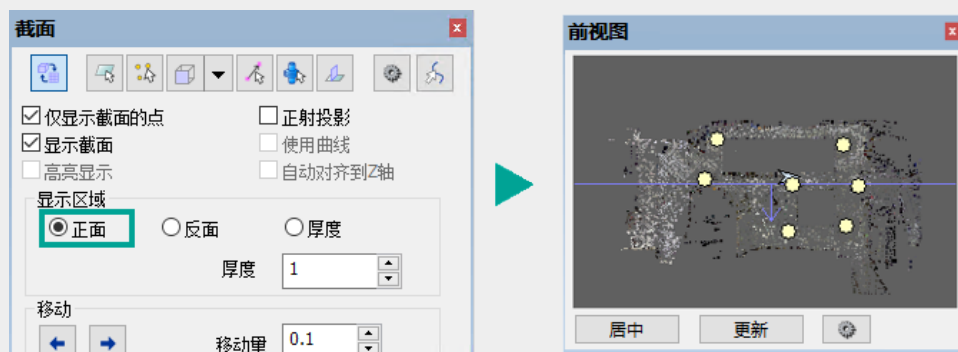 截面
仅显示截面的点
正射投影
显示截面
使用曲线
高亮显示
自动对齐到Z轴
显示区域
正面
反面
厚度
厚度
1
移动
移动量
0.1
前视图
居中
更新